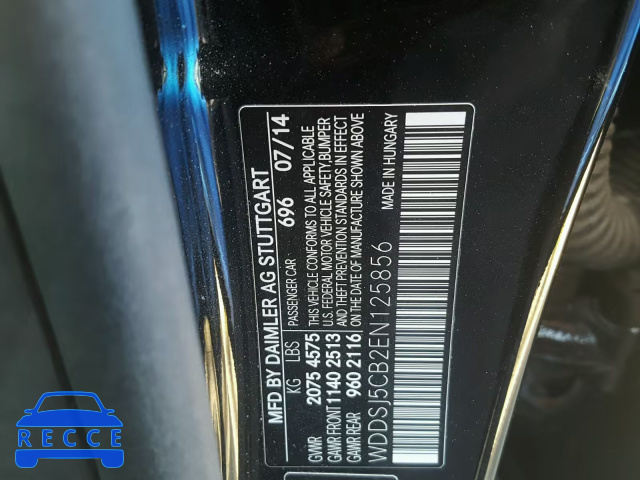 MFD BY DAIMLER AG STUTTGART
KG LBS PASSENGER CAR 696 07/14
GVWR 2075 4575 THIS VEHICLE CONFORMS TO ALL APPLICABLE
GAWR FRONT 1140 2513 U.S. FEDERAL MOTOR VEHICLE SAFETY,BUMPER
AND THEFT PREVENTION STANDARDS IN EFFECT
GAWR REAR 960 2116 ON THE DATE OF MANUFACTURE SHOWN ABOVE
WDDSJ5CB2EN125856 MADE IN HUNGARY
RECCE